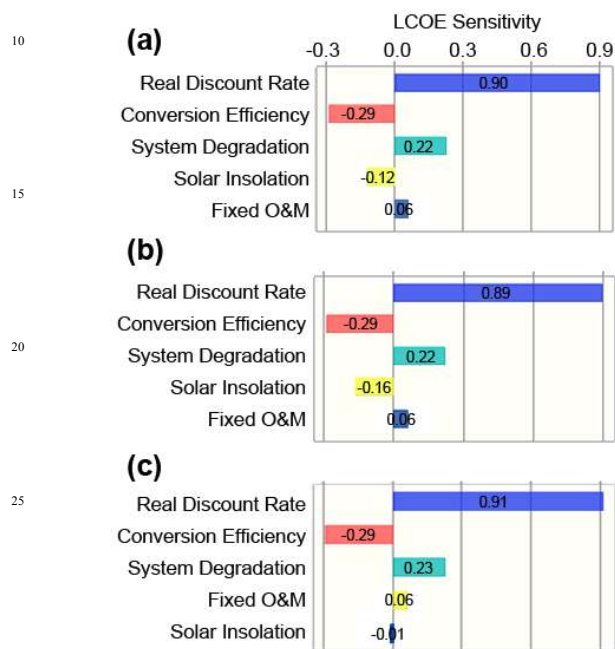 LCOE Sensitivity
10
(a)
-0.3 0.0 0.3 0.6 0.9
Real Discount Rate 0.90
Conversion Efficiency -0.29
System Degradation 0.22
Solar Insolation -0.12
15
Fixed O&M 0.06
(b)
Real Discount Rate 0.89
Conversion Efficiency -0.29
20
System Degradation 0.22
Solar Insolation -0.16
Fixed O&M 0.06
(c)
25
Real Discount Rate 0.91
Conversion Efficiency -0.29
System Degradation 0.23
Fixed O&M 0.06
Solar Insolation -0.01